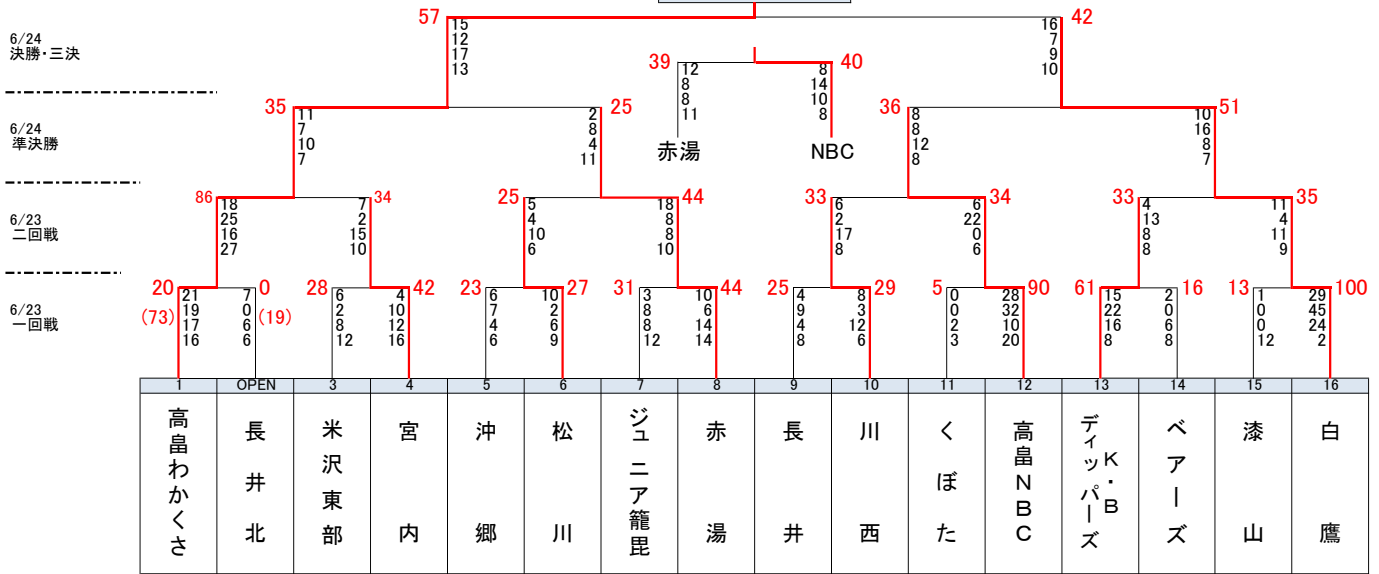 57 42
6/24
決勝・三決
15 16
12 7
17 9
13 10
39 40
12 8
8 14
8 10
11 8
赤湯 NBC
35 25 36 51
6/24
準決勝
11 2 8 10
7 8 8 16
10 4 12 8
7 11 8 7
86 34 25 44 33 34 33 35
6/23
二回戦
18 7 5 18 6 6 4 11
25 2 4 8 2 22 13 4
16 15 10 8 17 0 8 11
27 10 6 10 8 6 8 9
20 0 28 42 23 27 31 44 25 29 5 90 61 16 13 100
(73) (19)
6/23
一回戦
21 7 6 4 6 10 3 10 4 8 0 28 15 2 1 29
19 0 2 10 7 2 8 6 9 3 0 32 22 0 0 45
17 6 8 12 4 6 8 14 4 12 2 10 16 6 0 24
16 6 12 16 6 9 12 14 8 6 3 20 8 8 12 2
1 OPEN 3 4 5 6 7 8 9 10 11 12 13 14 15 16
高畠わかくさ
長井北
米沢東部
宮内
沖郷
松川
ジュニア籠毘
赤湯
長井
川西
くぼた
高畠NBC
K・B
ディッパーズ
ベアーズ
漆山
白鷹